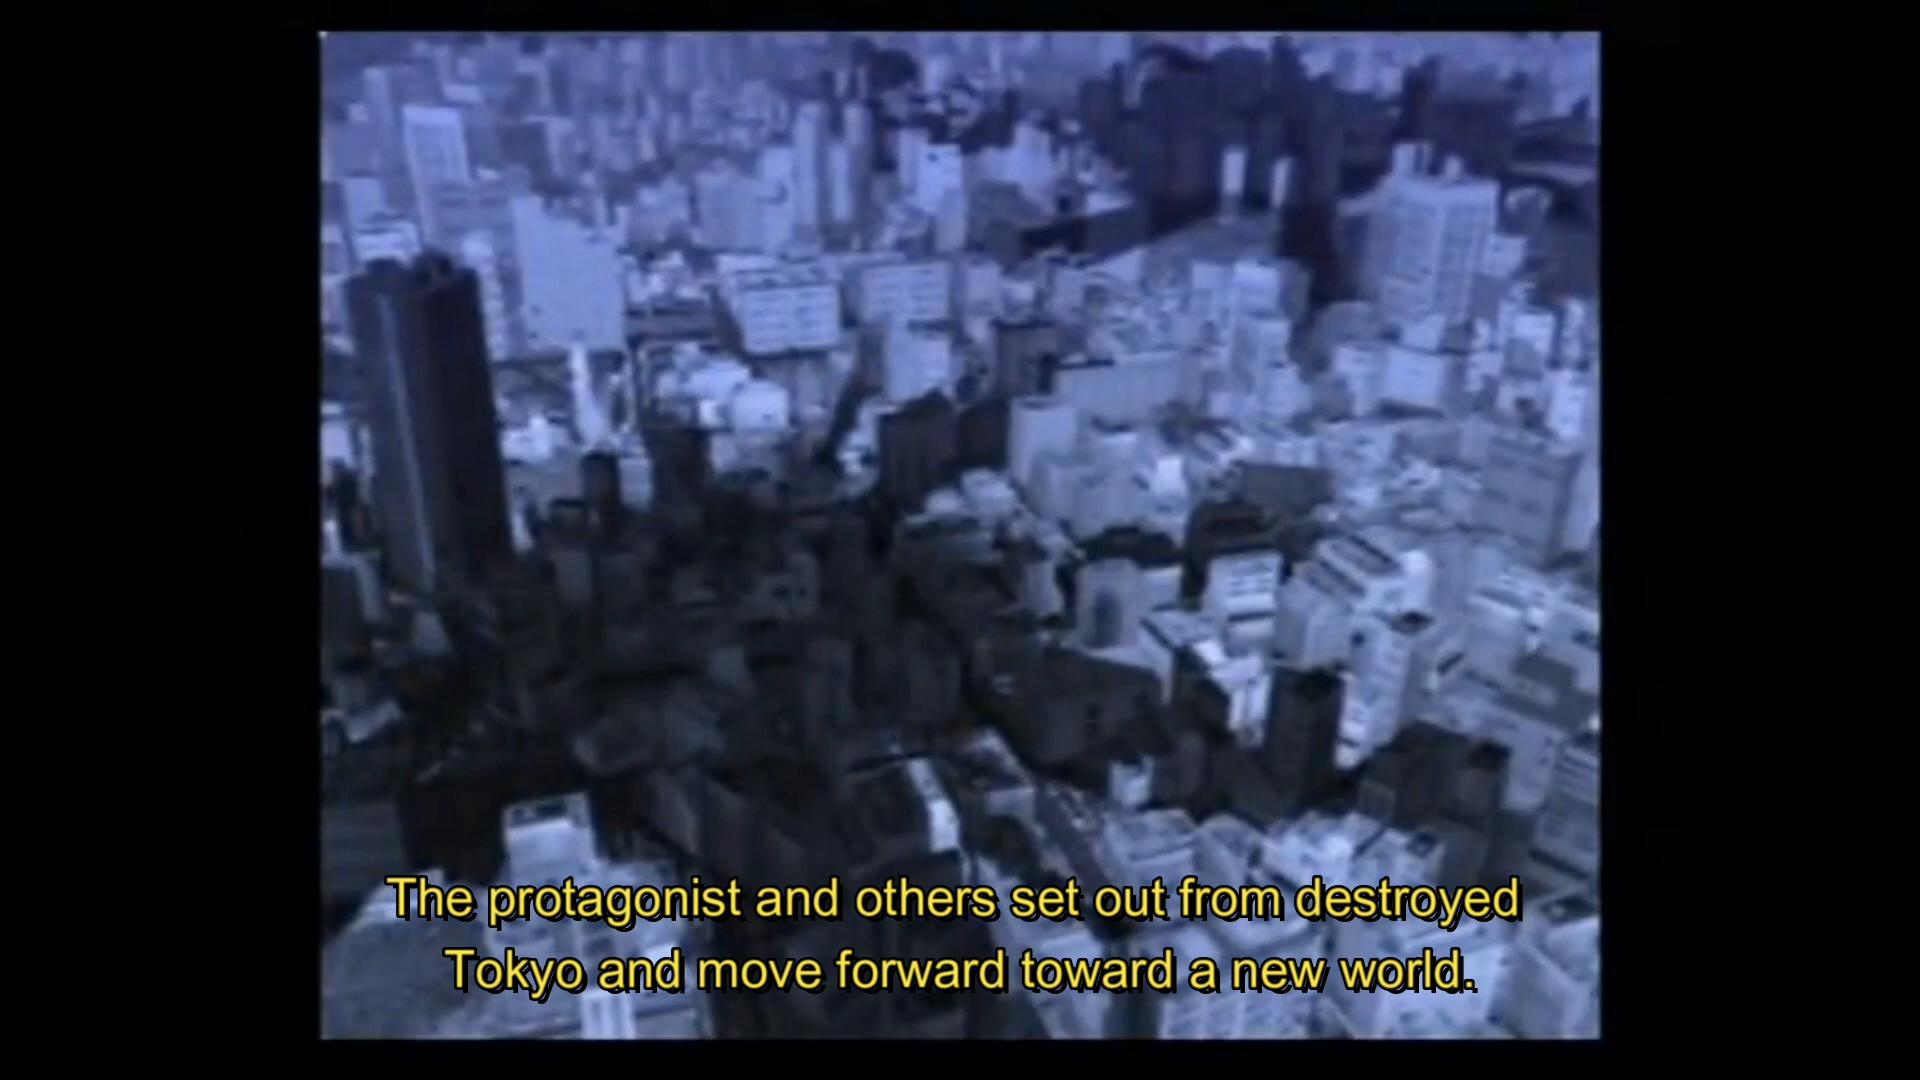 The protagonist and others set out from destroyed
Tokyo and move forward toward a new world.